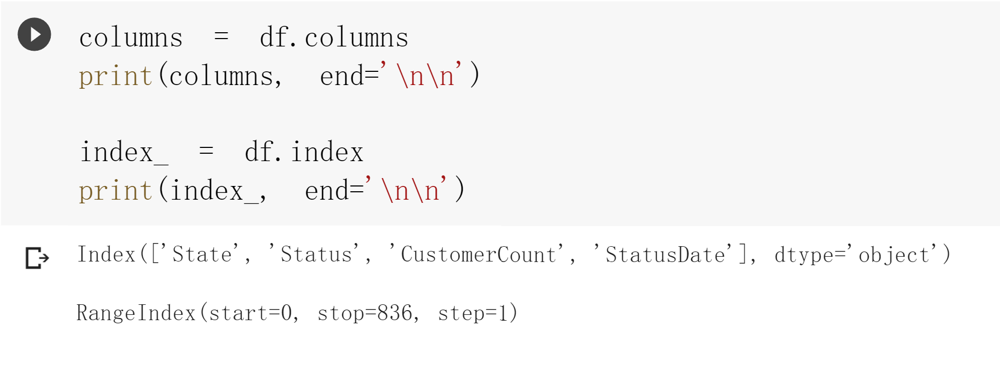 columns = df.columns
print(columns, end='\n\n')
index_ = df.index
print(index_, end='\n\n')
Index(['State', 'Status', 'CustomerCount', 'StatusDate'], dtype='object')
RangeIndex(start=0, stop=836, step=1)